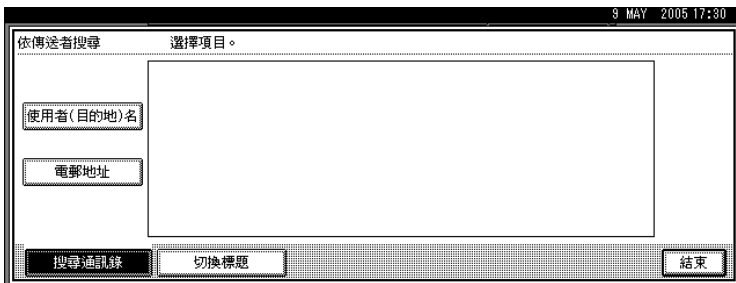 9 MAY 2005 17:30
依傳送者搜尋 選擇項目。
使用者(目的地)名
電郵地址
搜尋通訊錄 切換標題 結束